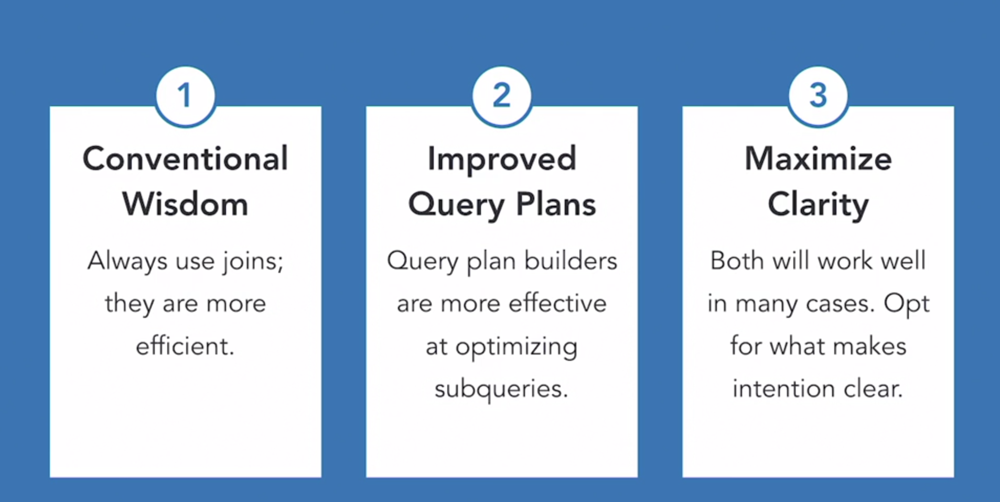 1
Conventional
Wisdom
Always use joins;
they are more
efficient.
2
Improved
Query Plans
Query plan builders
are more effective
at optimizing
subqueries.
3
Maximize
Clarity
Both will work well
in many cases. Opt
for what makes
intention clear.